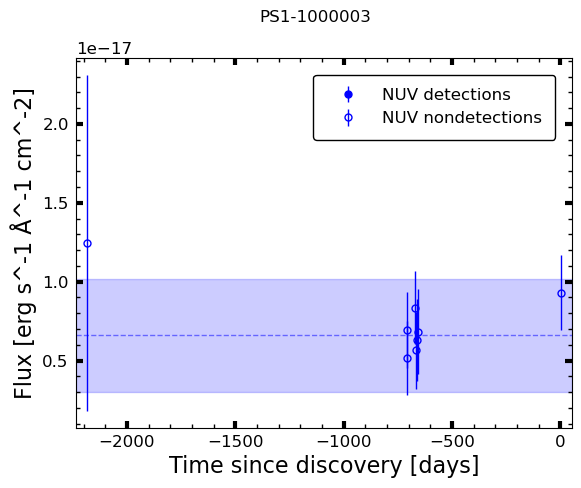 PS1-1000003
1e−17
NUV detections
NUV nondetections
2.0
1.5
1.0
0.5
Flux [erg s^-1 Å^-1 cm^-2]
−2000 −1500 −1000 −500 0
Time since discovery [days]